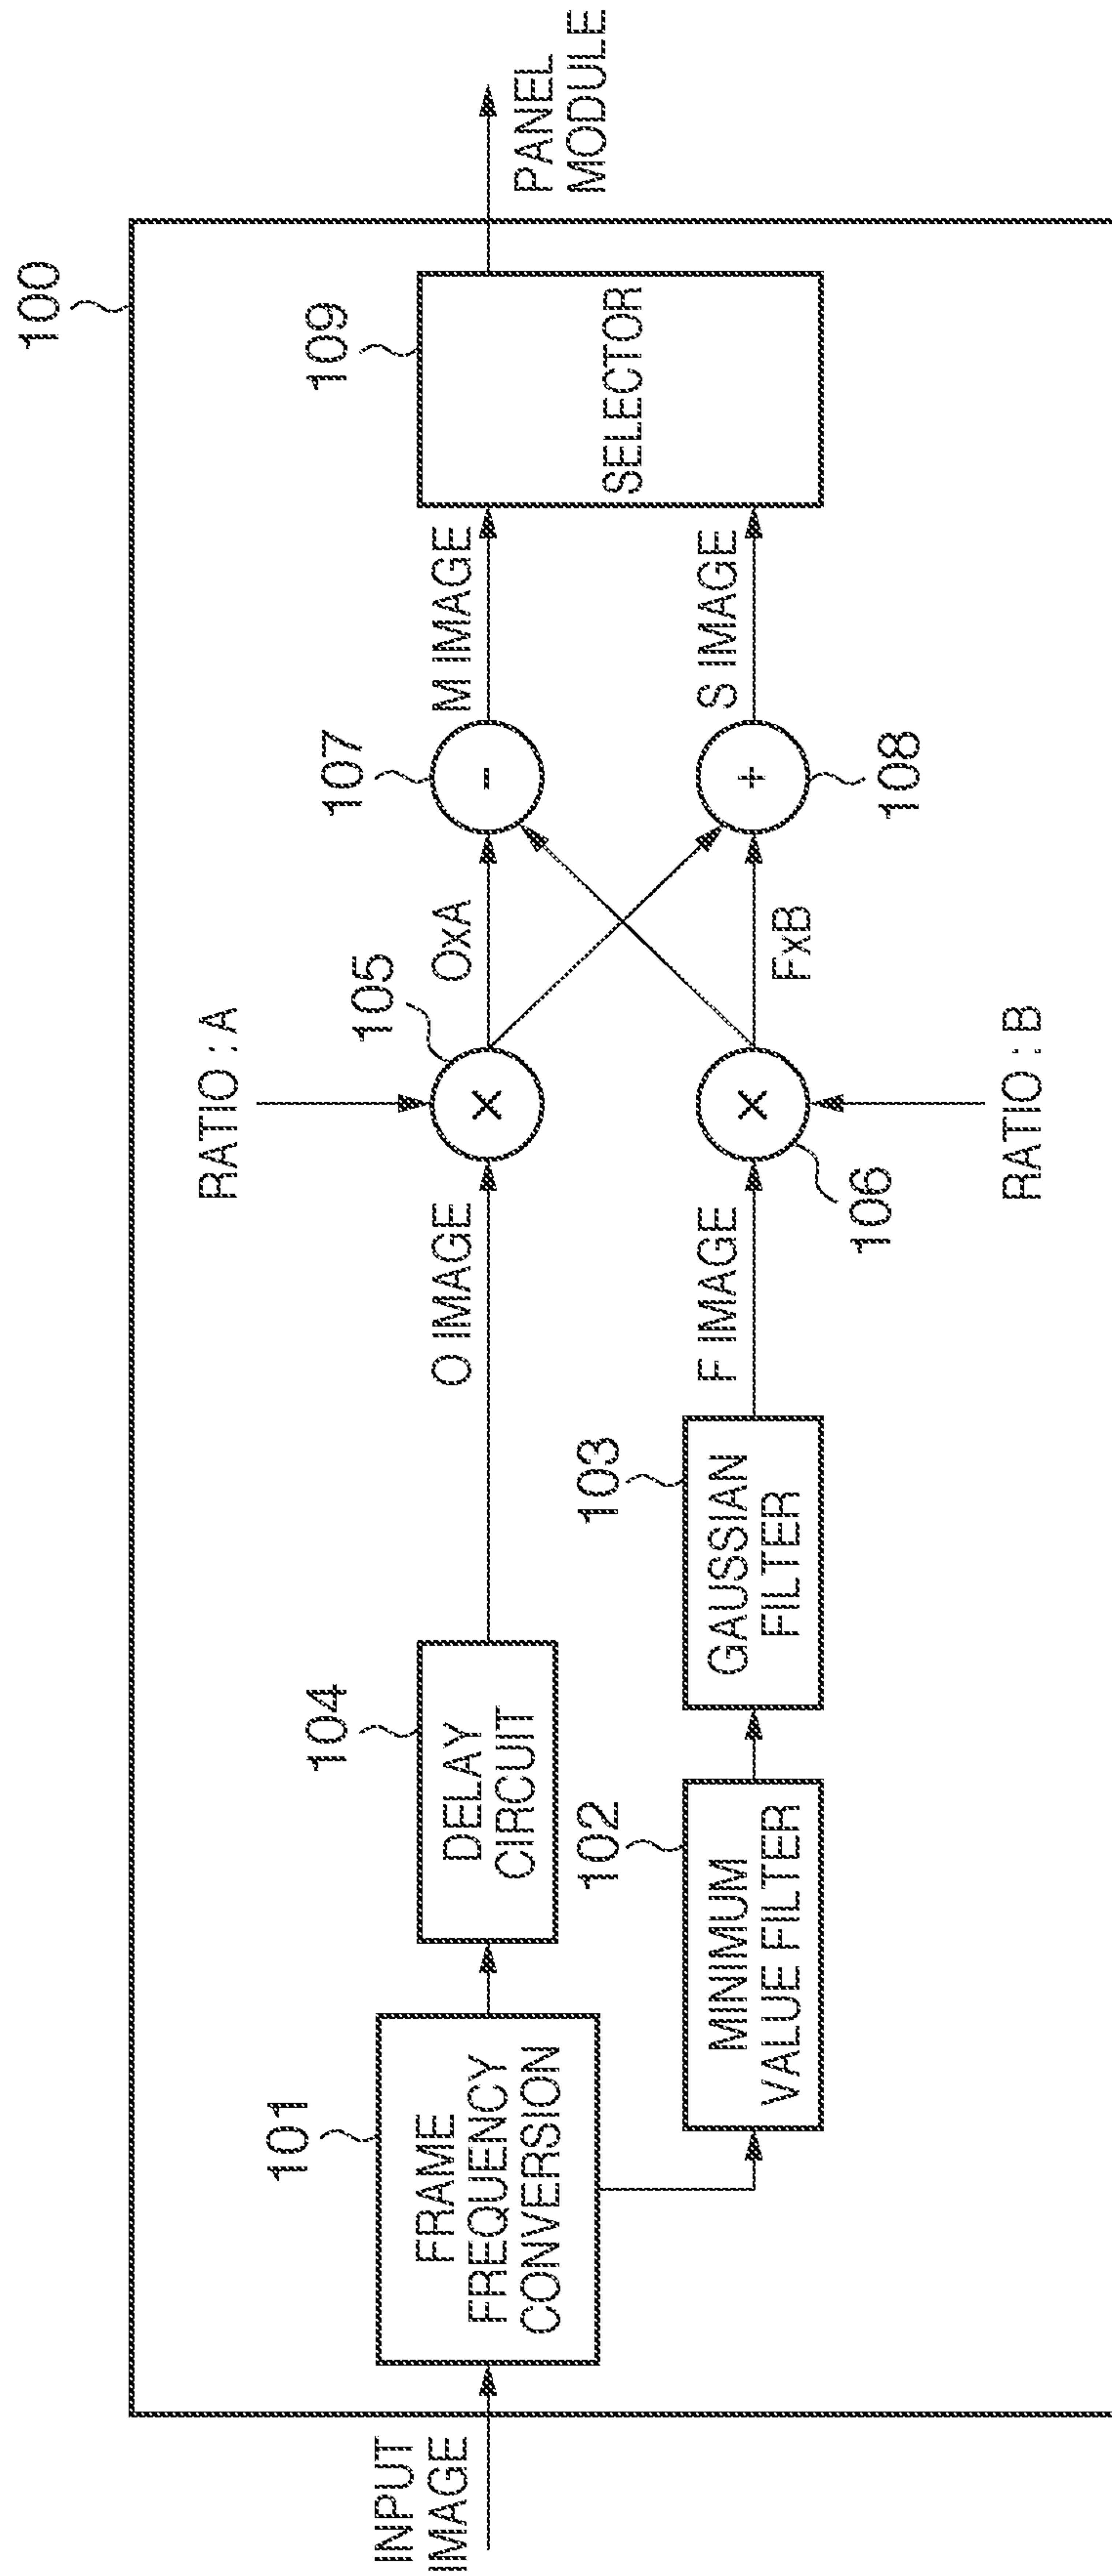 100
INPUT
IMAGE
101
FRAME
FREQUENCY
CONVERSION
104
DELAY
CIRCUIT
102
MINIMUM
VALUE FILTER
103
GAUSSIAN
FILTER
O IMAGE
F IMAGE
RATIO : A
105
×
OxA
106
×
FxB
RATIO : B
107
-
M IMAGE
108
+
S IMAGE
109
SELECTOR
PANEL
MODULE